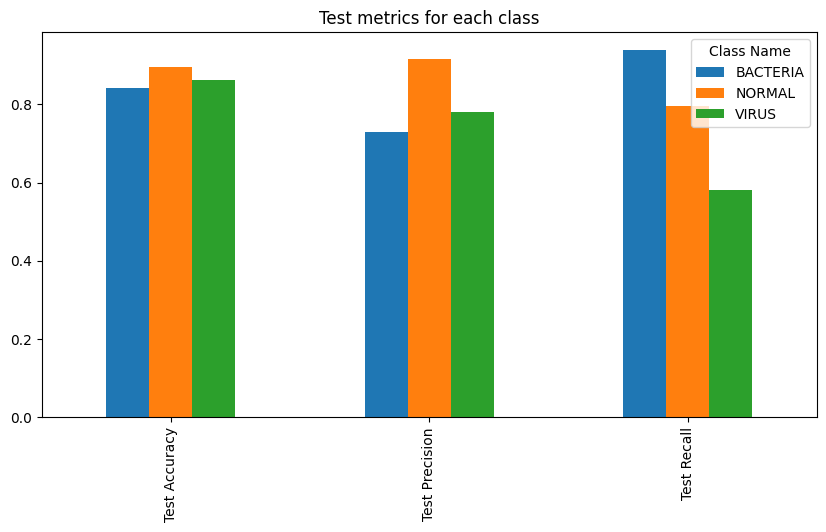 Test metrics for each class
Class Name
BACTERIA
NORMAL
VIRUS
0.8
0.6
0.4
0.2
0.0
Test Accuracy
Test Precision
Test Recall